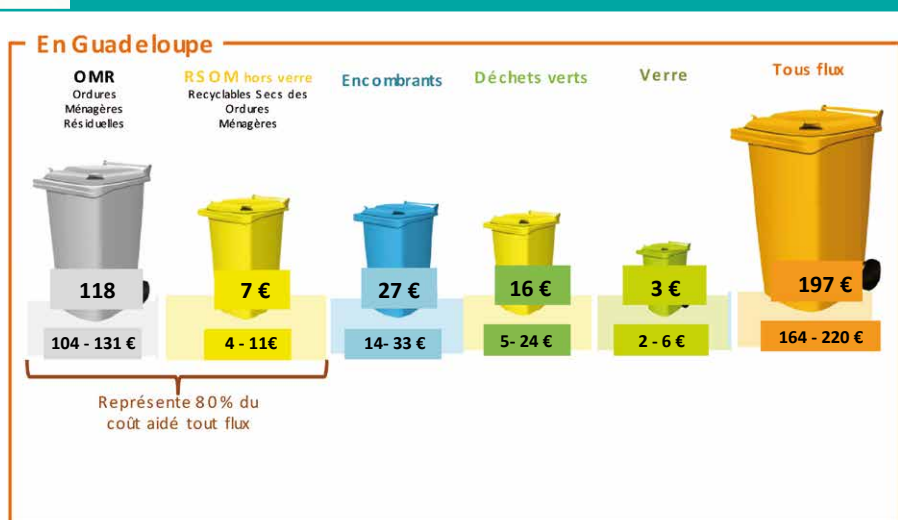 En Guadeloupe
OMR
Ordures
Ménagères
Résiduelles
RSOM hors verre
Recyclables Secs des
Ordures
Ménagères
Encombrants
Déchets verts
Verre
Tous flux
118
7 €
27 €
16 €
3 €
197 €
104 - 131 €
4 - 11€
14- 33 €
5- 24 €
2 - 6 €
164 - 220 €
Représente 80% du
coût aidé tout flux